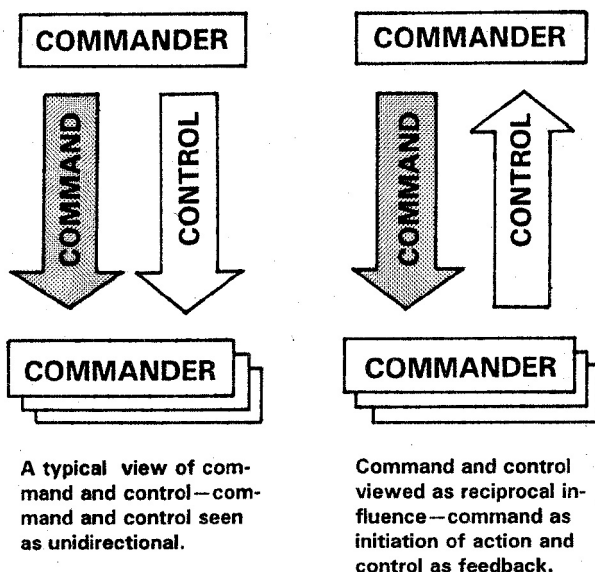 COMMANDER
COMMAND
CONTROL
COMMANDER
A typical view of com-
mand and control—com-
mand and control seen
as unidirectional.
COMMANDER
COMMAND
CONTROL
COMMANDER
Command and control
viewed as reciprocal in-
fluence—command as
initiation of action and
control as feedback.